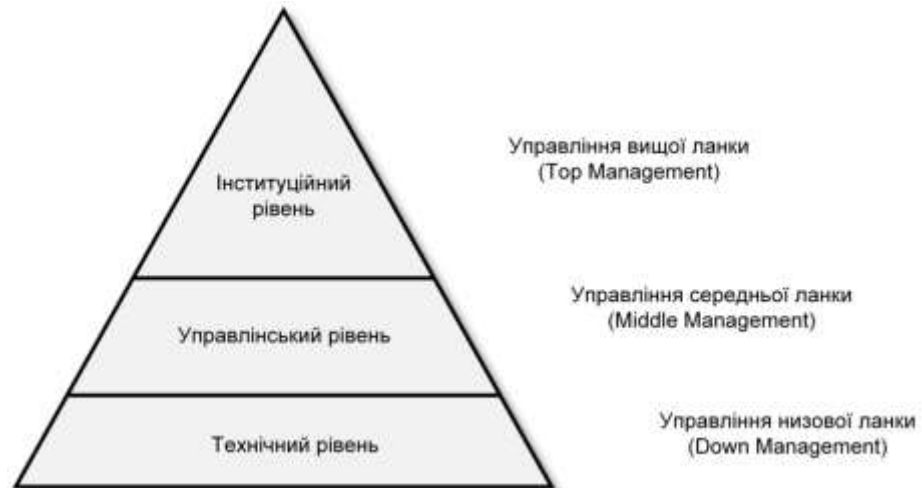 Управління вищої ланки
(Top Management)
Інституційний
рівень
Управління середньої ланки
(Middle Management)
Управлінський рівень
Управління низової ланки
(Down Management)
Технічний рівень